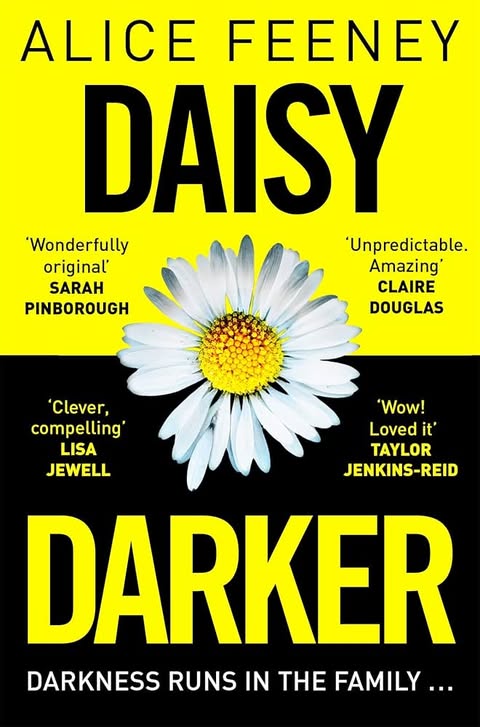 ALICE FEENEY
DAISY
‘Wonderfully
original’
SARAH
PINBOROUGH
‘Unpredictable.
Amazing’
CLAIRE
DOUGLAS
‘Clever,
compelling’
LISA
JEWELL
‘Wow!
Loved it’
TAYLOR
JENKINS-REID
DARKER
DARKNESS RUNS IN THE FAMILY ...